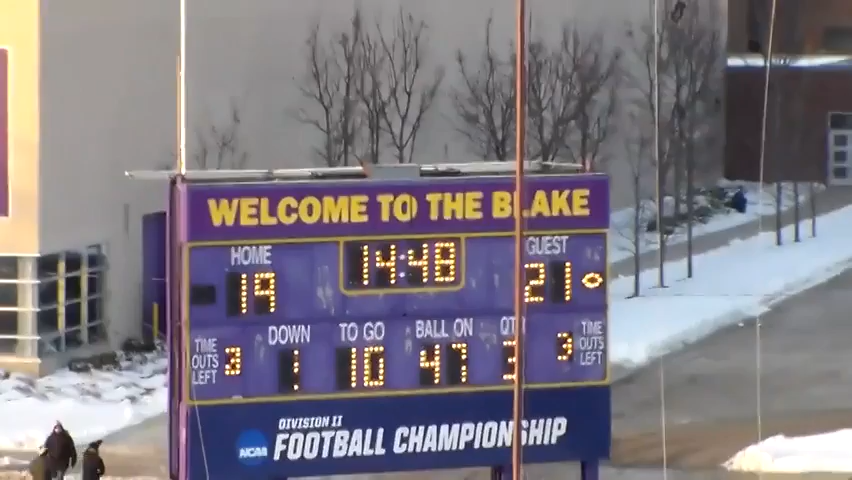 WELCOME TO THE BLAKE
HOME 14:48 GUEST
19 21
DOWN TO GO BALL ON QTR
TIME OUTS LEFT 3 1 10 47 3 3 TIME OUTS LEFT
DIVISION II
NCAA FOOTBALL CHAMPIONSHIP